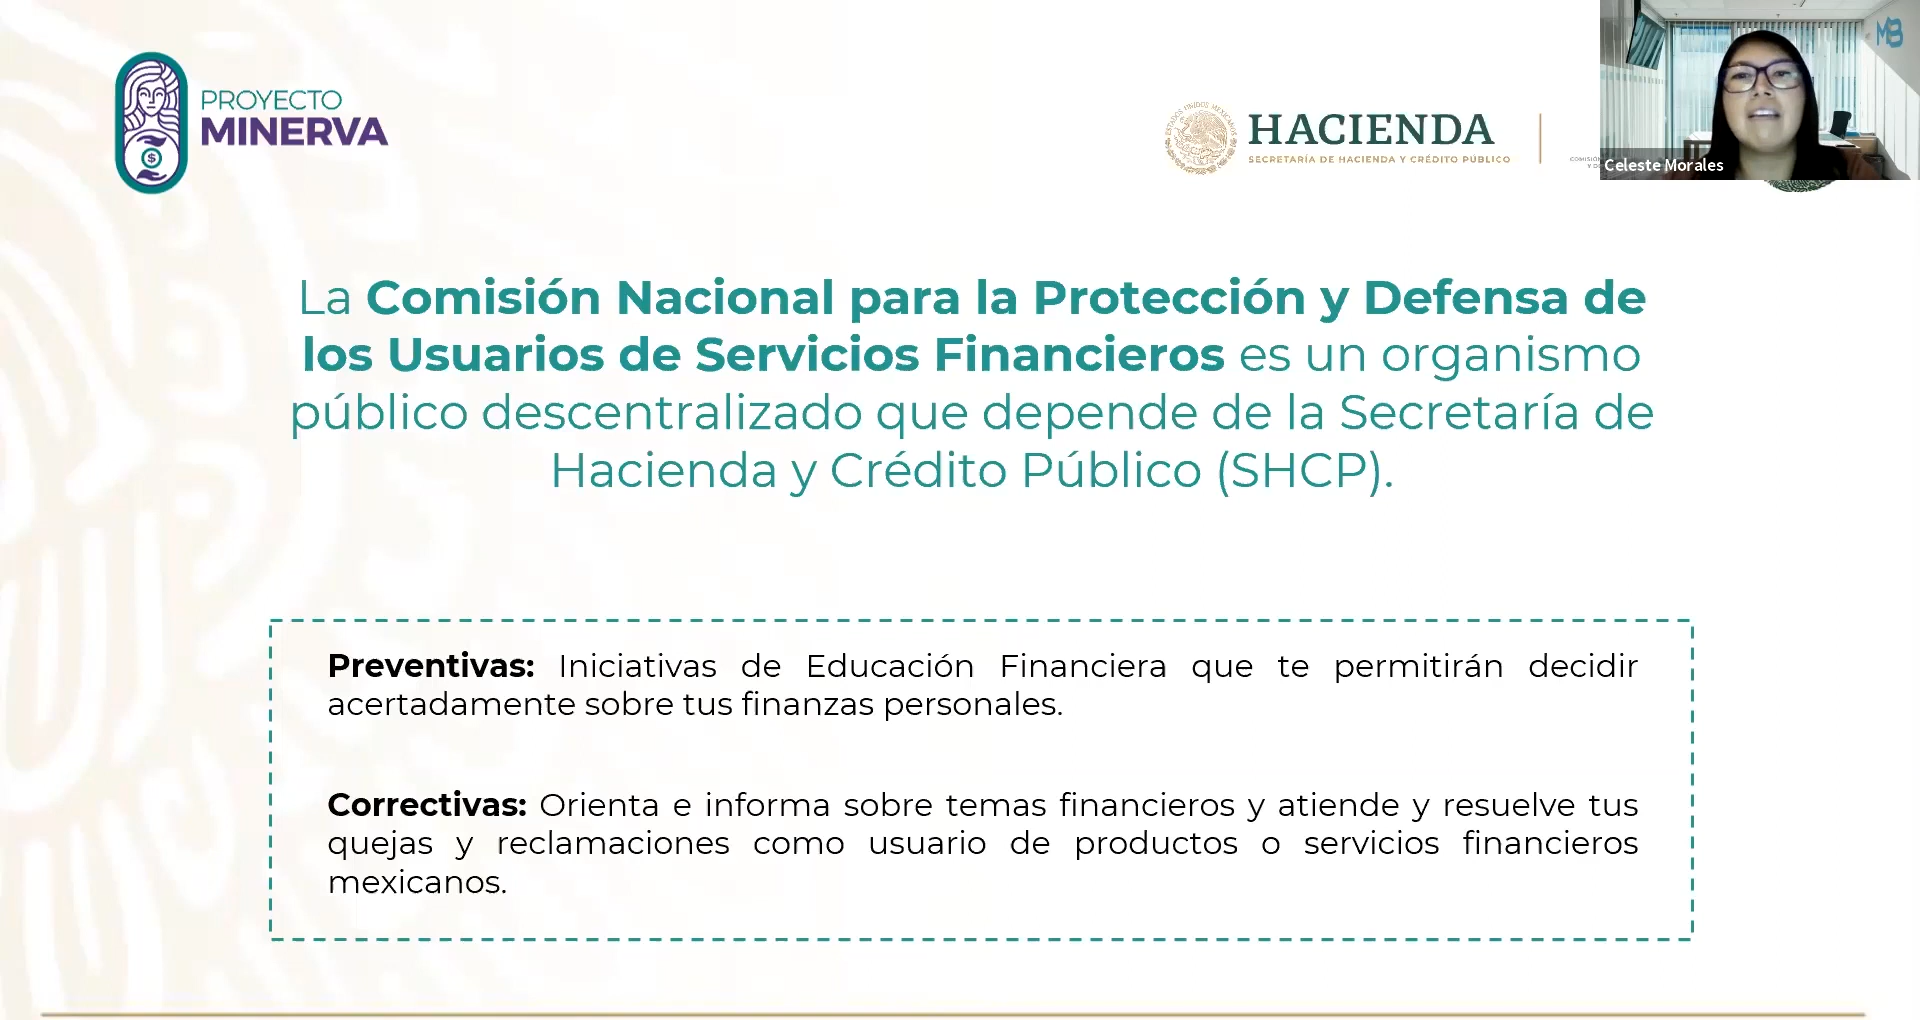 PROYECTO
MINERVA
HACIENDA
SECRETARÍA DE HACIENDA Y CRÉDITO PÚBLICO
Celeste Morales
La Comisión Nacional para la Protección y Defensa de
los Usuarios de Servicios Financieros es un organismo
público descentralizado que depende de la Secretaría de
Hacienda y Crédito Público (SHCP).
Preventivas: Iniciativas de Educación Financiera que te permitirán decidir
acertadamente sobre tus finanzas personales.
Correctivas: Orienta e informa sobre temas financieros y atiende y resuelve tus
quejas y reclamaciones como usuario de productos o servicios financieros
mexicanos.